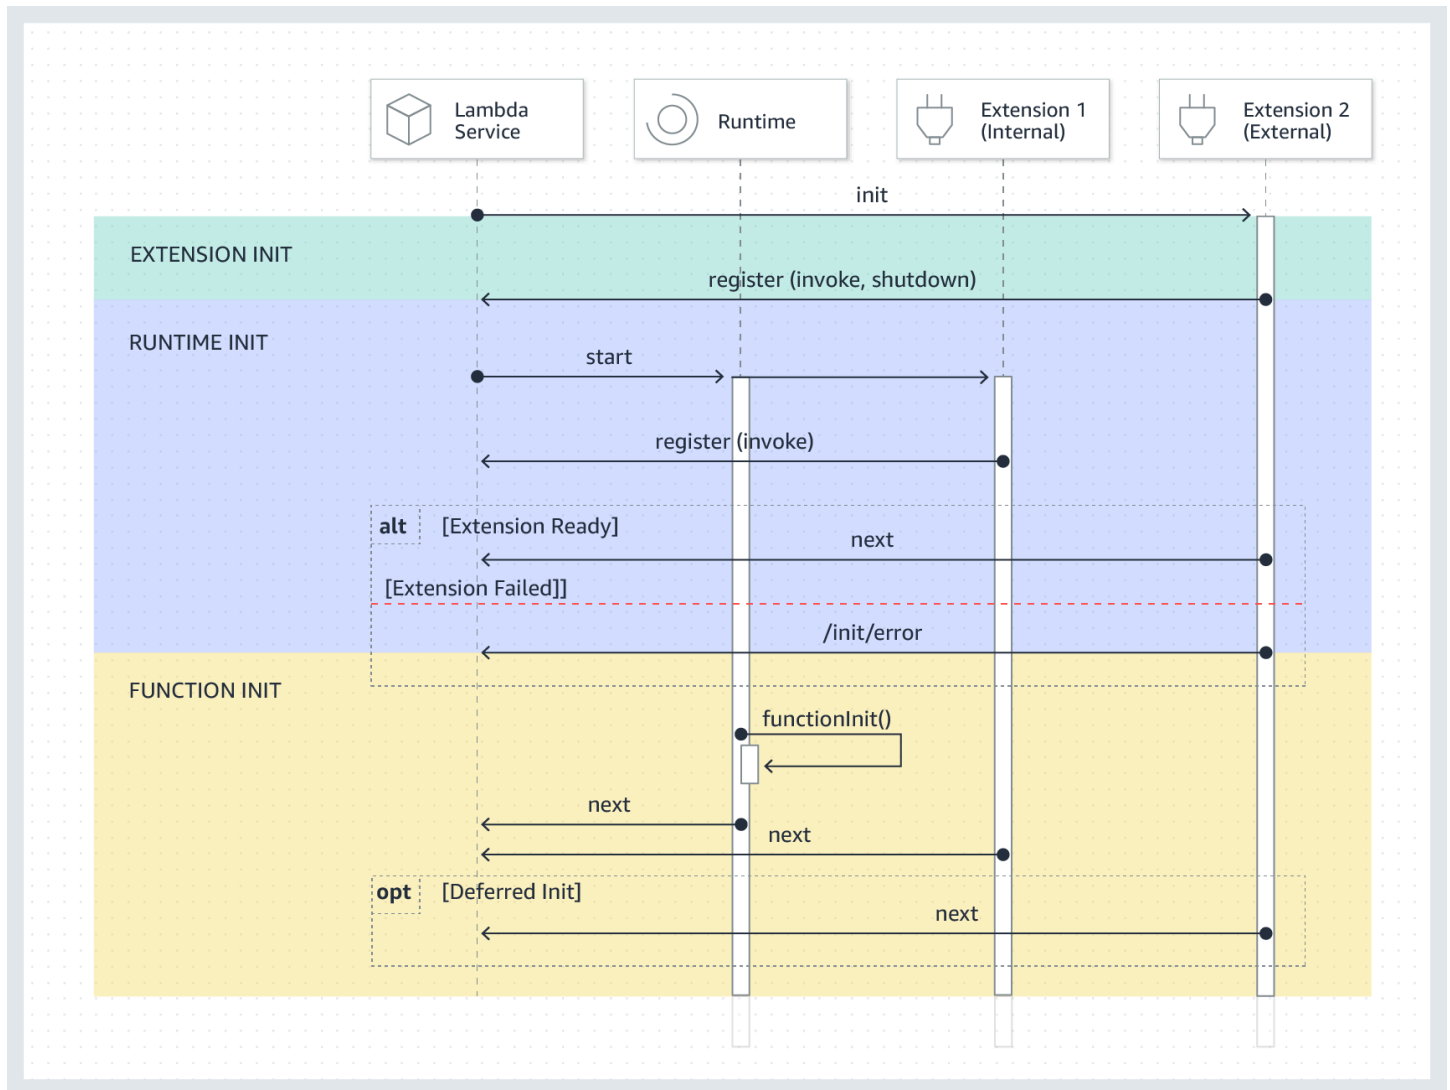 Lambda
Service
Runtime
Extension 1
(Internal)
Extension 2
(External)
init
EXTENSION INIT
register (invoke, shutdown)
RUNTIME INIT
start
register (invoke)
alt [Extension Ready]
next
[Extension Failed]]
/init/error
FUNCTION INIT
functionInit()
next
next
opt [Deferred Init]
next